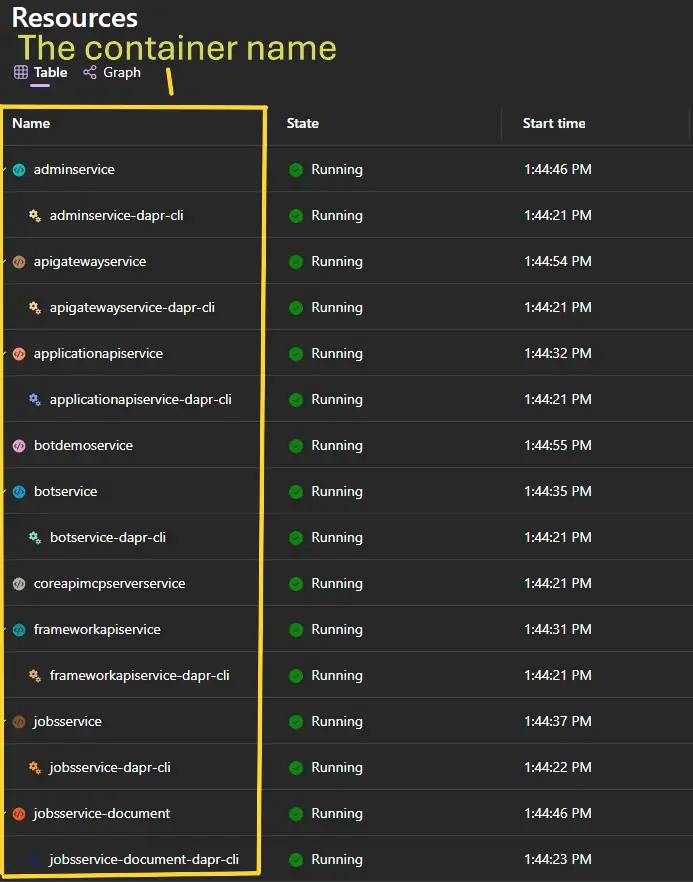 Resources
The container name
Table Graph
Name State Start time
adminservice Running 1:44:46 PM
adminservice-dapr-cli Running 1:44:21 PM
apigatewayservice Running 1:44:54 PM
apigatewayservice-dapr-cli Running 1:44:21 PM
applicationapiservice Running 1:44:32 PM
applicationapiservice-dapr-cli Running 1:44:21 PM
botdemoservice Running 1:44:55 PM
botservice Running 1:44:35 PM
botservice-dapr-cli Running 1:44:21 PM
coreapimcpserverservice Running 1:44:21 PM
frameworkapiservice Running 1:44:31 PM
frameworkapiservice-dapr-cli Running 1:44:21 PM
jobsservice Running 1:44:37 PM
jobsservice-dapr-cli Running 1:44:22 PM
jobsservice-document Running 1:44:46 PM
jobsservice-document-dapr-cli Running 1:44:23 PM